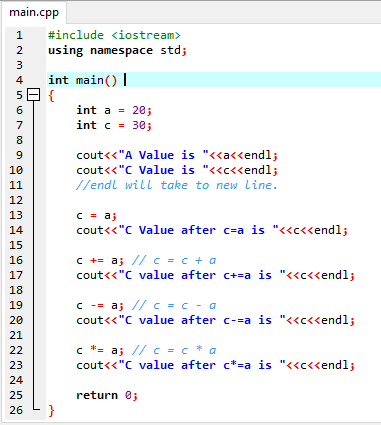 main.cpp
1 #include <iostream>
2 using namespace std;
3
4 int main()
5 {
6 int a = 20;
7 int c = 30;
8
9 cout<<"A Value is "<<a<<endl;
10 cout<<"C Value is "<<c<<endl;
11 //endl will take to new line.
12
13 c = a;
14 cout<<"C Value after c=a is "<<c<<endl;
15
16 c += a; // c = c + a
17 cout<<"C value after c+=a is "<<c<<endl;
18
19 c -= a; // c = c - a
20 cout<<"C value after c-=a is "<<c<<endl;
21
22 c *= a; // c = c * a
23 cout<<"C value after c*=a is "<<c<<endl;
24
25 return 0;
26 }